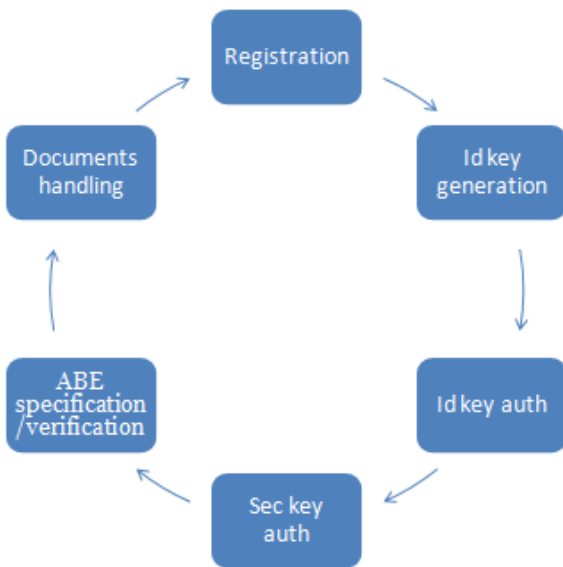 Registration
Id key
generation
Id key auth
Sec key
auth
ABE
specification
/verification
Documents
handling